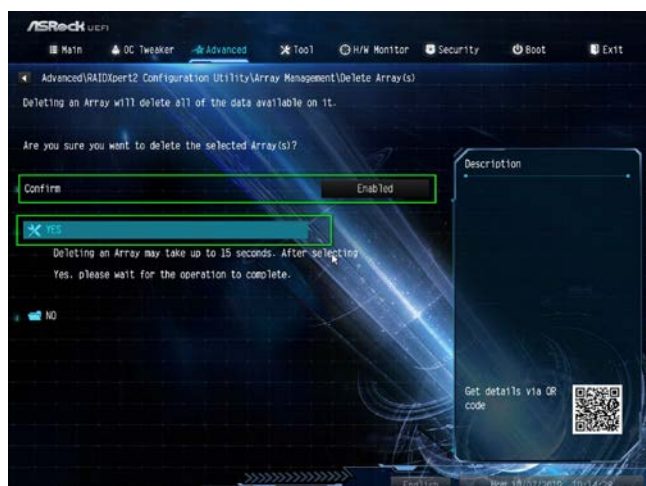 ASRock UEFI
Main OC Tweaker Advanced Tool H/W Monitor Security Boot Exit
Advanced\RAIDXpert2 Configuration Utility\Array Management\Delete Array(s)
Deleting an Array will delete all of the data available on it.
Are you sure you want to delete the selected Array(s)?
Description
Confirm Enabled
YES
Deleting an Array may take up to 15 seconds. After selecting
Yes, please wait for the operation to complete.
NO
Get details via QR
code
English